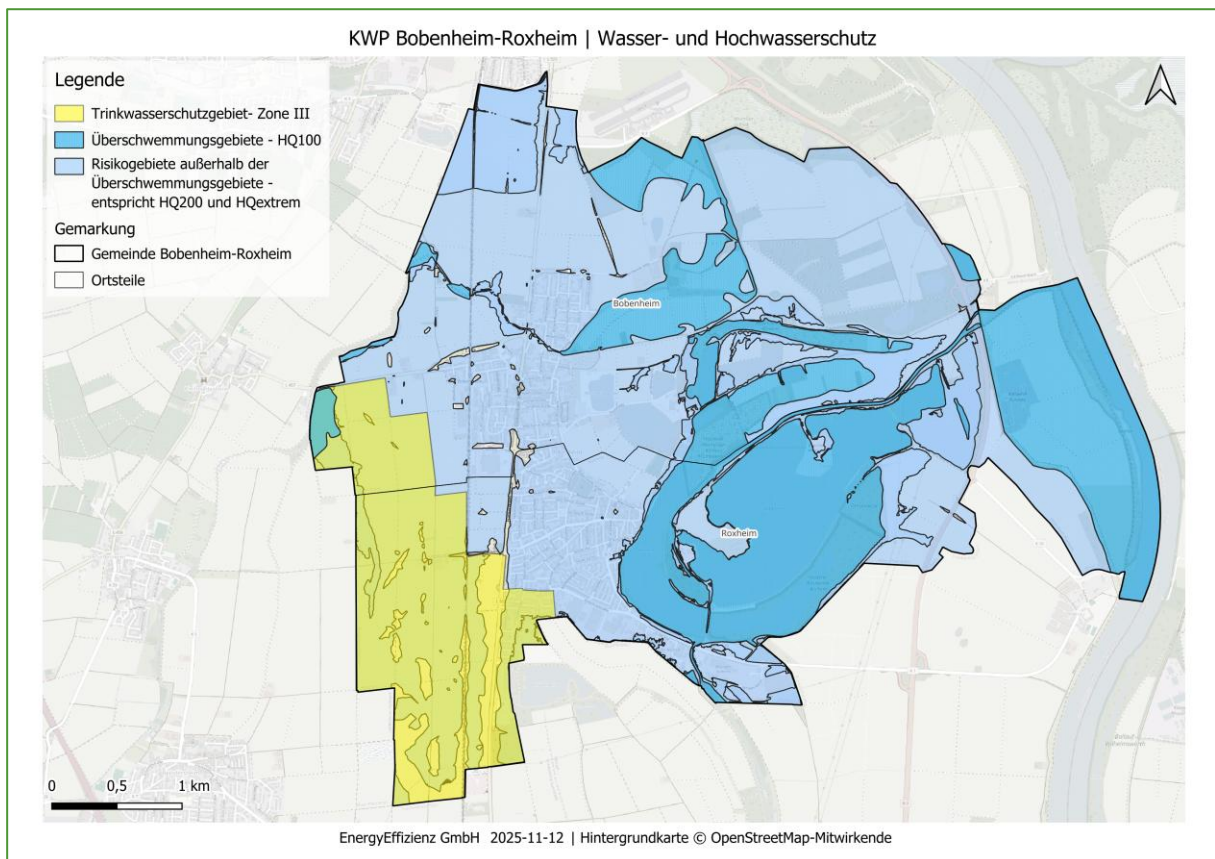 KWP Bobenheim-Roxheim | Wasser- und Hochwasserschutz
Legende
Trinkwasserschutzgebiet- Zone III
Überschwemmungsgebiete - HQ100
Risikogebiete außerhalb der
Überschwemmungsgebiete -
entspricht HQ200 und HQextrem
Gemarkung
Gemeinde Bobenheim-Roxheim
Ortsteile
Bobenheim
Roxheim
0 0,5 1 km
EnergyEffizienz GmbH 2025-11-12 | Hintergrundkarte © OpenStreetMap-Mitwirkende